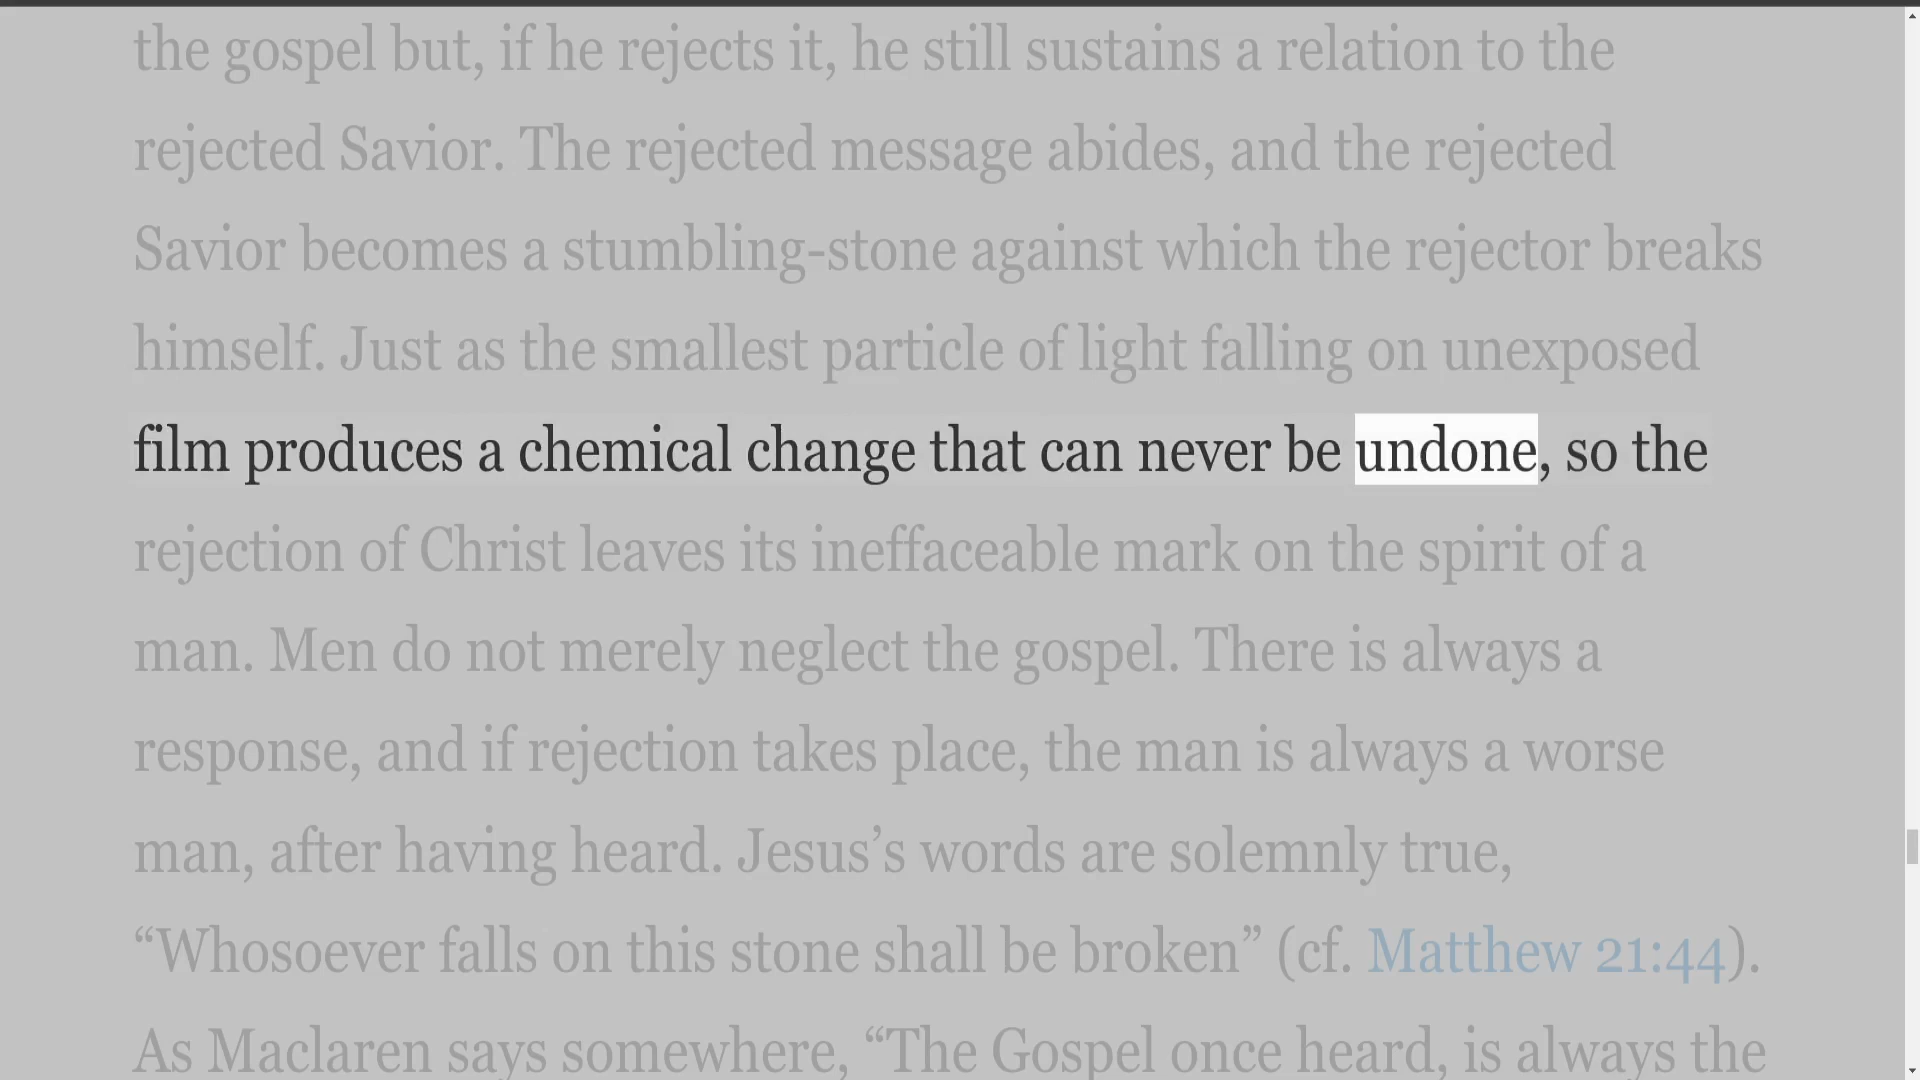 the gospel but, if he rejects it, he still sustains a relation to the
rejected Savior. The rejected message abides, and the rejected
Savior becomes a stumbling-stone against which the rejector breaks
himself. Just as the smallest particle of light falling on unexposed
film produces a chemical change that can never be undone, so the
rejection of Christ leaves its ineffaceable mark on the spirit of a
man. Men do not merely neglect the gospel. There is always a
response, and if rejection takes place, the man is always a worse
man, after having heard. Jesus’s words are solemnly true,
“Whosoever falls on this stone shall be broken” (cf. Matthew 21:44).
As Maclaren says somewhere, “The Gospel once heard, is always the